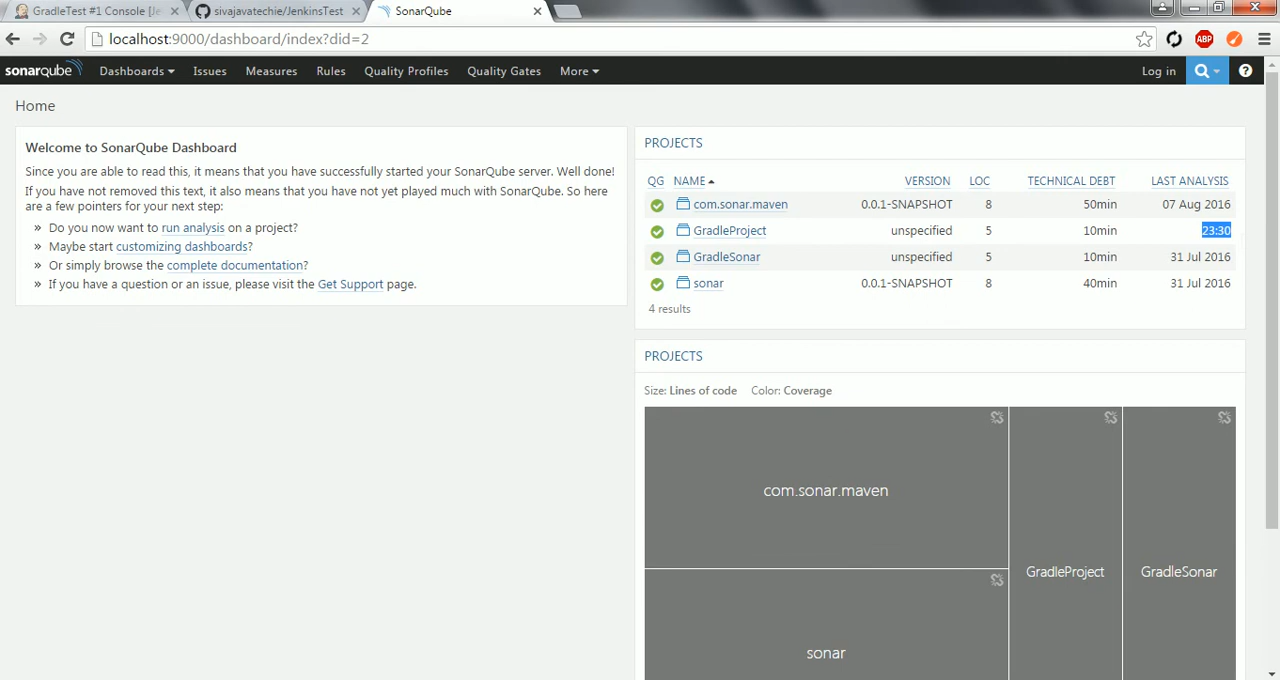 GradleTest #1 Console [Je
sivajavatechie/JenkinsTest
SonarQube
localhost:9000/dashboard/index?did=2
ABP
sonarqube Dashboards Issues Measures Rules Quality Profiles Quality Gates More Log in ?
Home
Welcome to SonarQube Dashboard
Since you are able to read this, it means that you have successfully started your SonarQube server. Well done!
If you have not removed this text, it also means that you have not yet played much with SonarQube. So here
are a few pointers for your next step:
» Do you now want to run analysis on a project?
» Maybe start customizing dashboards?
» Or simply browse the complete documentation?
» If you have a question or an issue, please visit the Get Support page.
PROJECTS
QG NAME VERSION LOC TECHNICAL DEBT LAST ANALYSIS
com.sonar.maven 0.0.1-SNAPSHOT 8 50min 07 Aug 2016
GradleProject unspecified 5 10min 23:30
GradleSonar unspecified 5 10min 31 Jul 2016
sonar 0.0.1-SNAPSHOT 8 40min 31 Jul 2016
4 results
PROJECTS
Size: Lines of code Color: Coverage
com.sonar.maven
GradleProject
GradleSonar
sonar